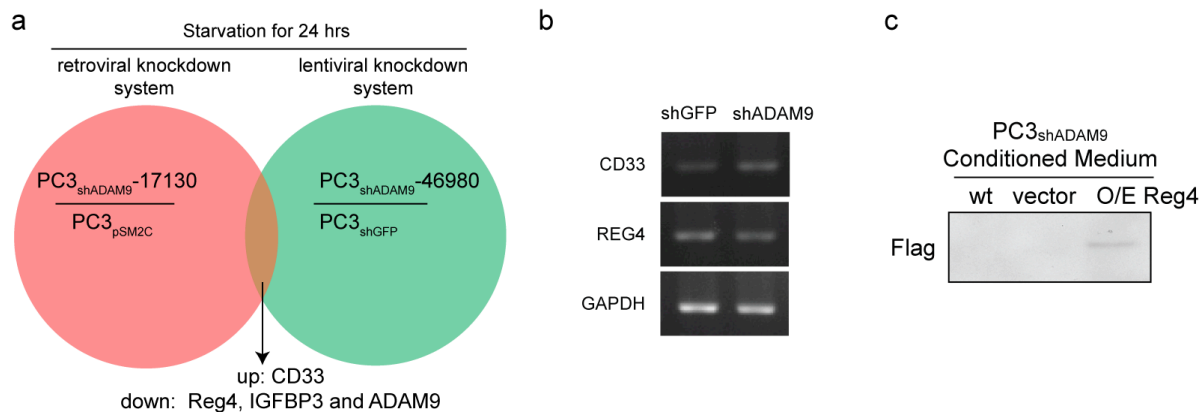 a
Starvation for 24 hrs
retroviral knockdown
system
lentiviral knockdown
system
PC3shADAM9-17130
PC3pSM2C
PC3shADAM9-46980
PC3shGFP
up: CD33
down: Reg4, IGFBP3 and ADAM9
b
shGFP shADAM9
CD33
REG4
GAPDH
c
PC3shADAM9
Conditioned Medium
wt vector O/E Reg4
Flag